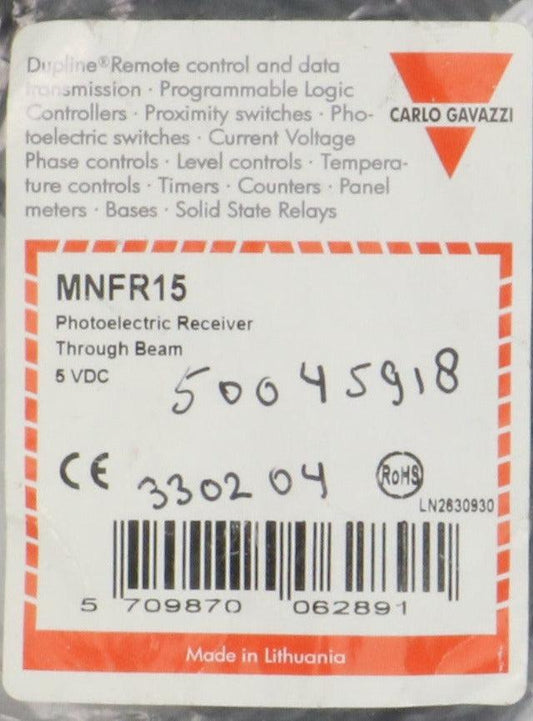 Dupline® Remote control and data
transmission · Programmable Logic
Controllers · Proximity switches · Pho-
toelectric switches · Current Voltage
Phase controls · Level controls · Tempera-
ture controls · Timers · Counters · Panel
meters · Bases · Solid State Relays
CARLO GAVAZZI
MNFR15
Photoelectric Receiver
Through Beam
5 VDC
50045918
CE
330204
RoHS
LN2630930
5 709870 062891
Made in Lithuania